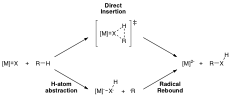 Direct
Insertion
‡
[M]=X
H
R
[M]=X + R—H
[M]ⁿ⁻ + R—X
H
H-atom
abstraction
Radical
Rebound
H
[M]-X + ·R